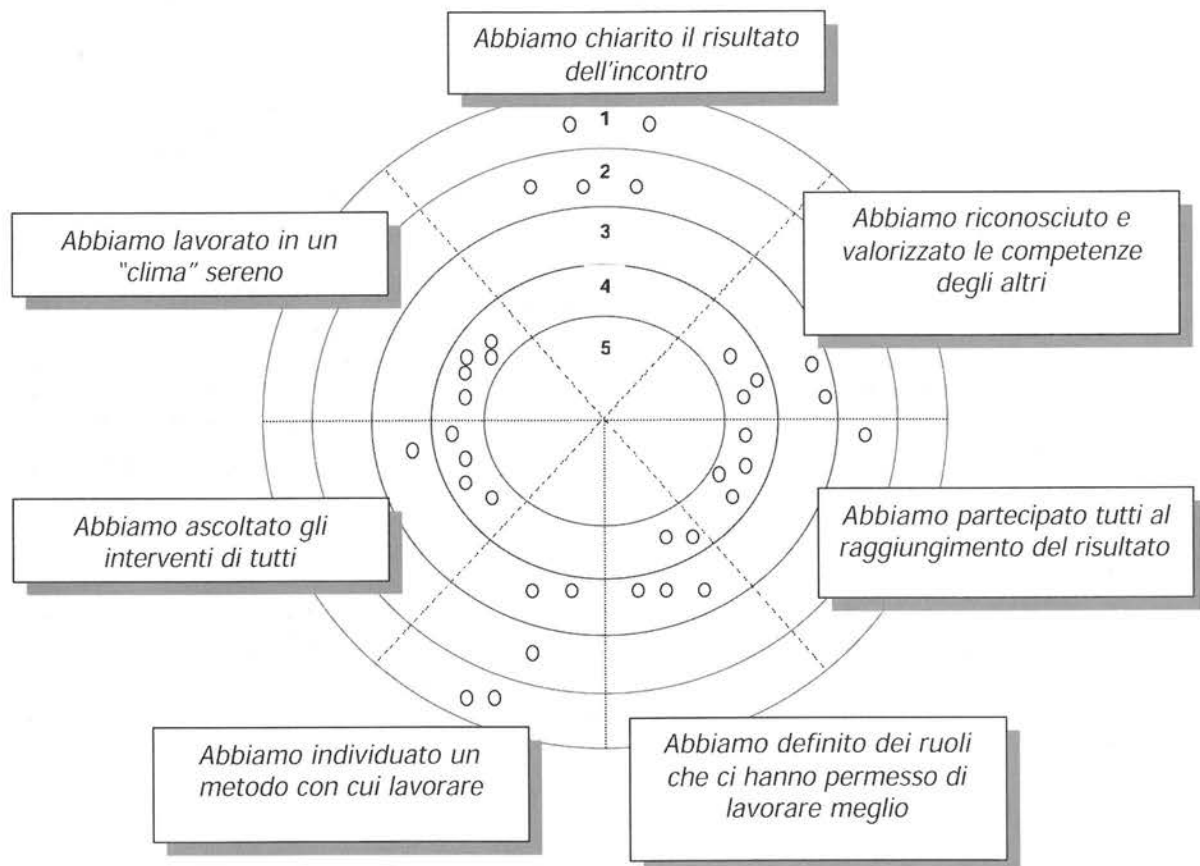 Abbiamo chiarito il risultato
dell'incontro
1
2
3
4
5
Abbiamo lavorato in un
"clima" sereno
Abbiamo riconosciuto e
valorizzato le competenze
degli altri
Abbiamo ascoltato gli
interventi di tutti
Abbiamo partecipato tutti al
raggiungimento del risultato
Abbiamo individuato un
metodo con cui lavorare
Abbiamo definito dei ruoli
che ci hanno permesso di
lavorare meglio